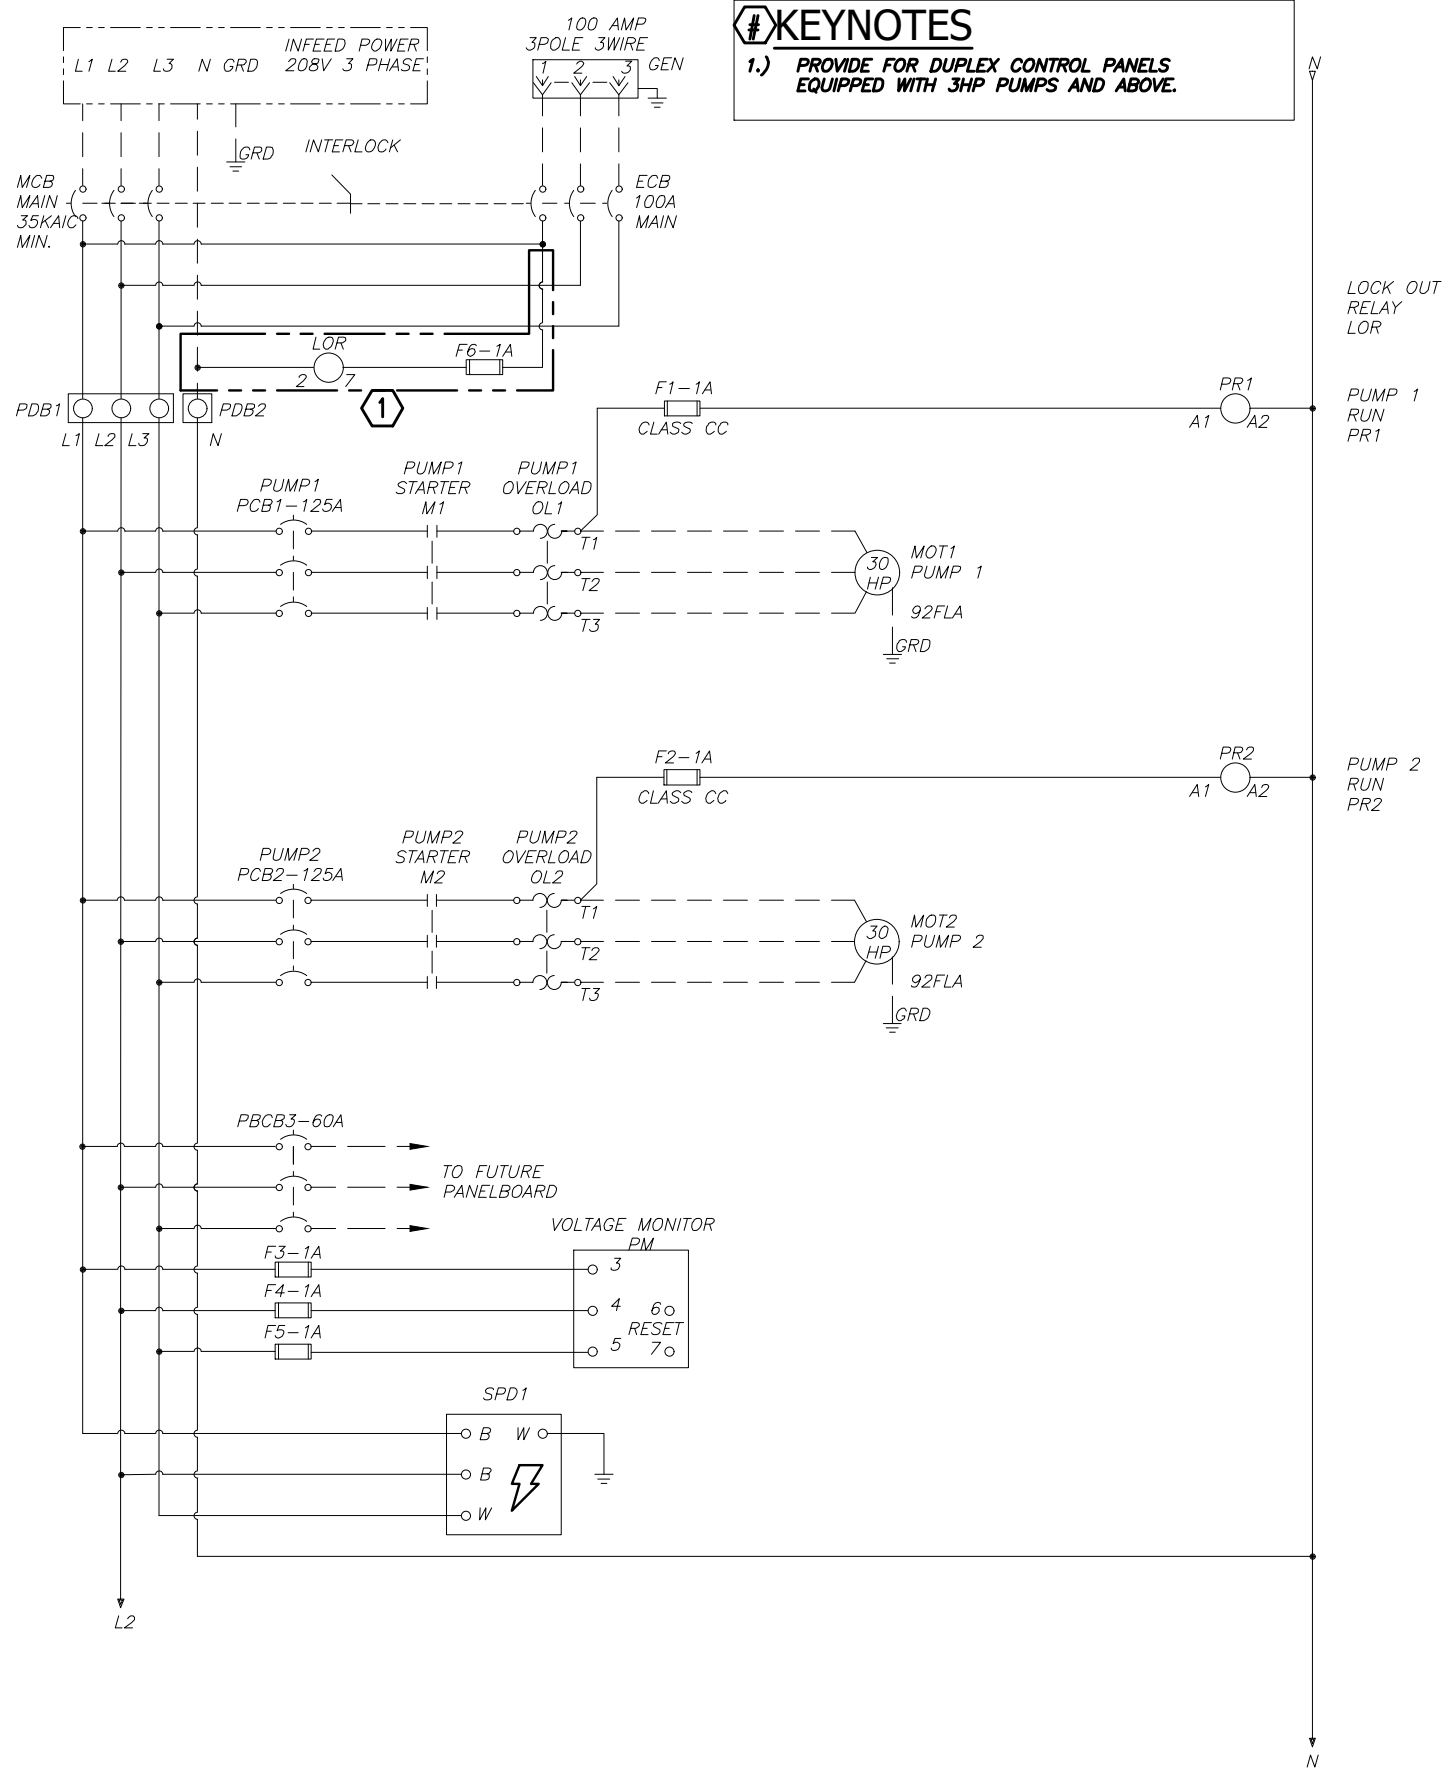 INFEED POWER
L1 L2 L3 N GRD 208V 3 PHASE
100 AMP
3POLE 3WIRE
1 2 3 GEN
# KEYNOTES
1.) PROVIDE FOR DUPLEX CONTROL PANELS
EQUIPPED WITH 3HP PUMPS AND ABOVE.
N
GRD
INTERLOCK
MCB
MAIN
35KAIC
MIN.
ECB
100A
MAIN
LOCK OUT
RELAY
LOR
LOR
2 7
F6-1A
1
PDB1
L1 L2 L3
PDB2
N
F1-1A
CLASS CC
PR1
A1 A2
PUMP 1
RUN
PR1
PUMP1
PCB1-125A
PUMP1
STARTER
M1
PUMP1
OVERLOAD
OL1
T1
T2
T3
30
HP
MOT1
PUMP 1
92FLA
GRD
F2-1A
CLASS CC
PR2
A1 A2
PUMP 2
RUN
PR2
PUMP2
PCB2-125A
PUMP2
STARTER
M2
PUMP2
OVERLOAD
OL2
T1
T2
T3
30
HP
MOT2
PUMP 2
92FLA
GRD
PBCB3-60A
TO FUTURE
PANELBOARD
VOLTAGE MONITOR
PM
F3-1A
3
F4-1A
4 6
RESET
F5-1A
5 7
SPD1
B W
B
W
L2
N